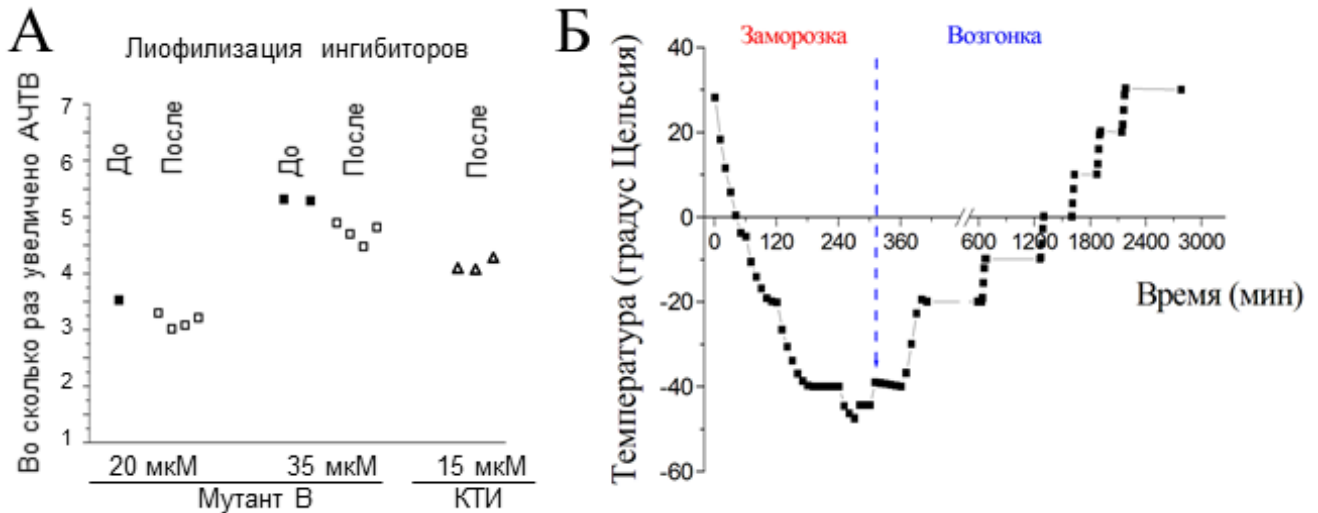 А
Лиофилизация ингибиторов
Во сколько раз увеличено АЧТВ
7
6
5
4
3
2
1
До
После
До
После
После
20 мкМ
35 мкМ
15 мкМ
Мутант В
КТИ
Б
Заморозка
Возгонка
Температура (градус Цельсия)
40
20
0
-20
-40
-60
0 120 240 360 600 1200 1800 2400 3000
Время (мин)